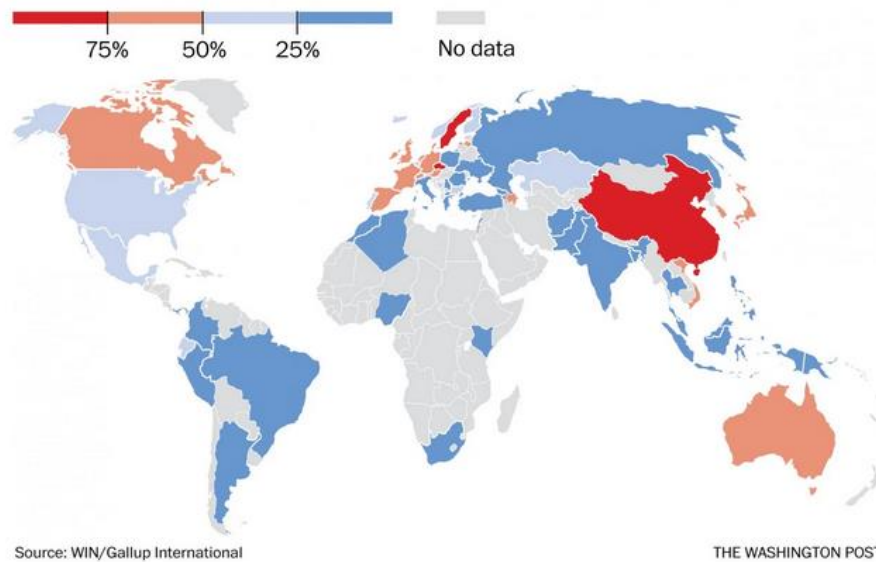 75% 50% 25% No data
Source: WIN/Gallup International THE WASHINGTON POST